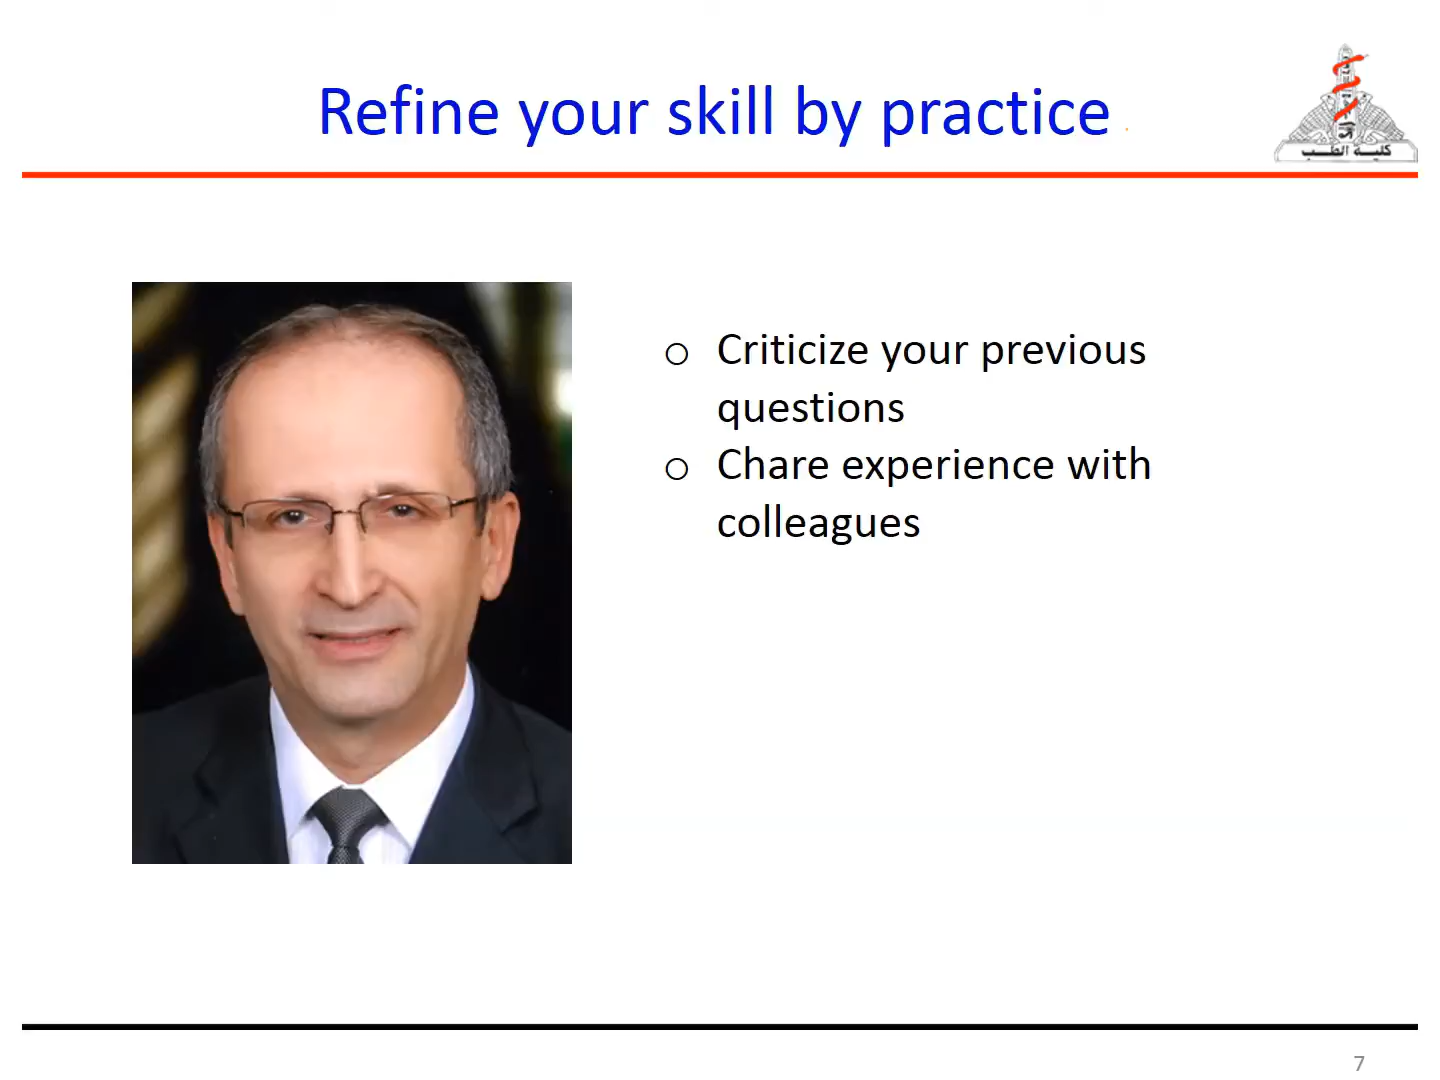 Refine your skill by practice
كلية الطب
○ Criticize your previous
questions
○ Chare experience with
colleagues
7